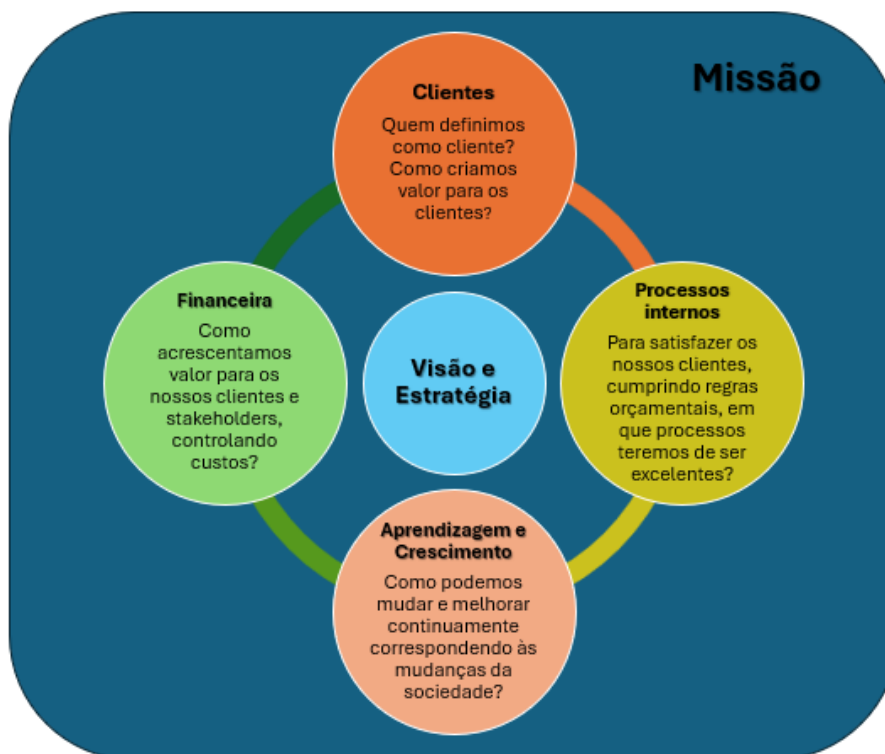 Missão
Clientes
Quem definimos
como cliente?
Como criamos
valor para os
clientes?
Financeira
Como
acrescentamos
valor para os
nossos clientes e
stakeholders,
controlando
custos?
Visão e
Estratégia
Processos
internos
Para satisfazer os
nossos clientes,
cumprindo regras
orçamentais, em
que processos
teremos de ser
excelentes?
Aprendizagem e
Crescimento
Como podemos
mudar e melhorar
continuamente
correspondendo às
mudanças da
sociedade?